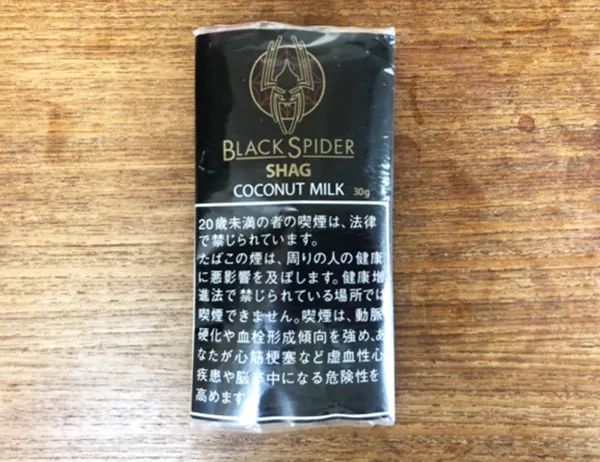 BLACK SPIDER
SHAG
COCONUT MILK 30g
20歳未満の者の喫煙は、法律
で禁じられています。
たばこの煙は、周りの人の健康
に悪影響を及ぼします。健康増
進法で禁じられている場所では
喫煙できません。喫煙は、動脈
硬化や血栓形成傾向を強め、あ
なたが心筋梗塞など虚血性心
疾患や脳卒中になる危険性を
高めます